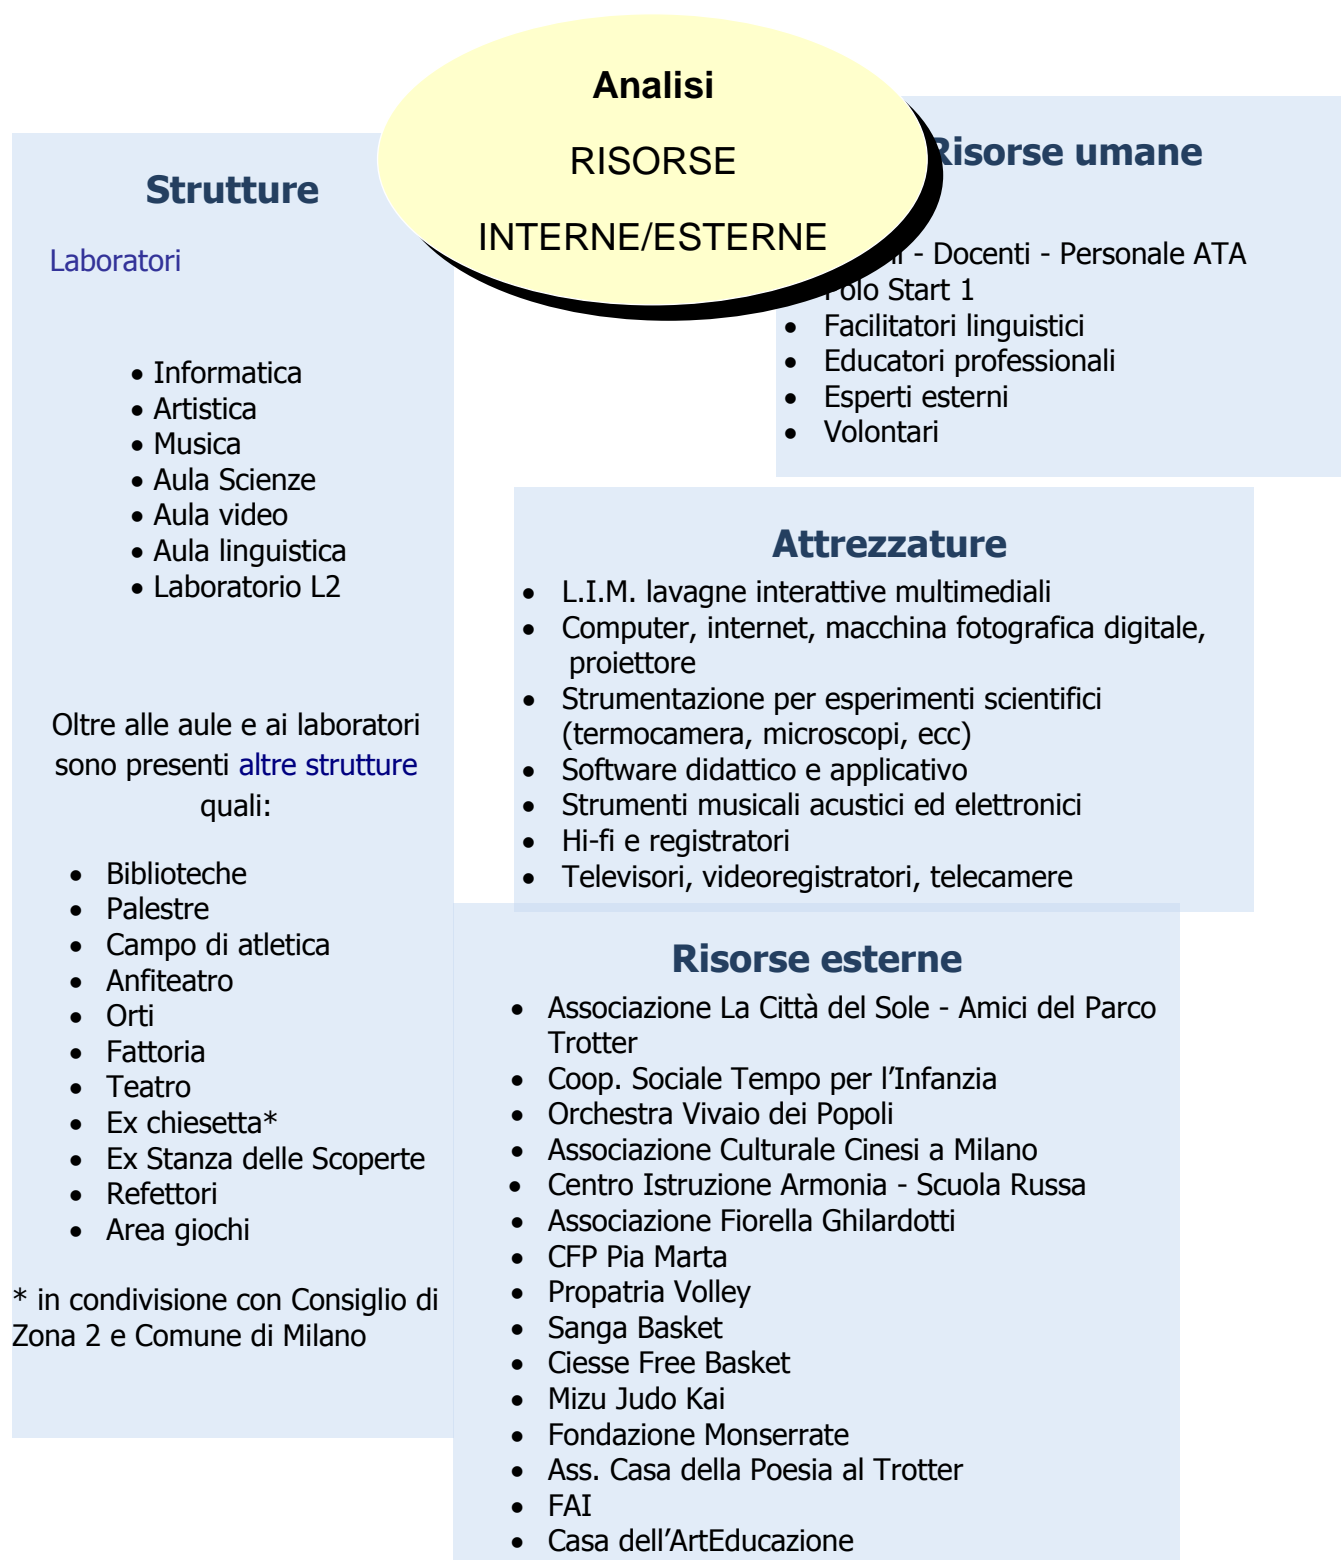 Analisi
RISORSE
INTERNE/ESTERNE
Strutture
Laboratori
• Informatica
• Artistica
• Musica
• Aula Scienze
• Aula video
• Aula linguistica
• Laboratorio L2
Oltre alle aule e ai laboratori
sono presenti altre strutture
quali:
• Biblioteche
• Palestre
• Campo di atletica
• Anfiteatro
• Orti
• Fattoria
• Teatro
• Ex chiesetta*
• Ex Stanza delle Scoperte
• Refettori
• Area giochi
* in condivisione con Consiglio di
Zona 2 e Comune di Milano
Risorse umane
- Docenti - Personale ATA
Polo Start 1
• Facilitatori linguistici
• Educatori professionali
• Esperti esterni
• Volontari
Attrezzature
• L.I.M. lavagne interattive multimediali
• Computer, internet, macchina fotografica digitale,
proiettore
• Strumentazione per esperimenti scientifici
(termocamera, microscopi, ecc)
• Software didattico e applicativo
• Strumenti musicali acustici ed elettronici
• Hi-fi e registratori
• Televisori, videoregistratori, telecamere
Risorse esterne
• Associazione La Città del Sole - Amici del Parco
Trotter
• Coop. Sociale Tempo per l’Infanzia
• Orchestra Vivaio dei Popoli
• Associazione Culturale Cinesi a Milano
• Centro Istruzione Armonia - Scuola Russa
• Associazione Fiorella Ghilardotti
• CFP Pia Marta
• Propatria Volley
• Sanga Basket
• Ciesse Free Basket
• Mizu Judo Kai
• Fondazione Monserrate
• Ass. Casa della Poesia al Trotter
• FAI
• Casa dell’ArtEducazione